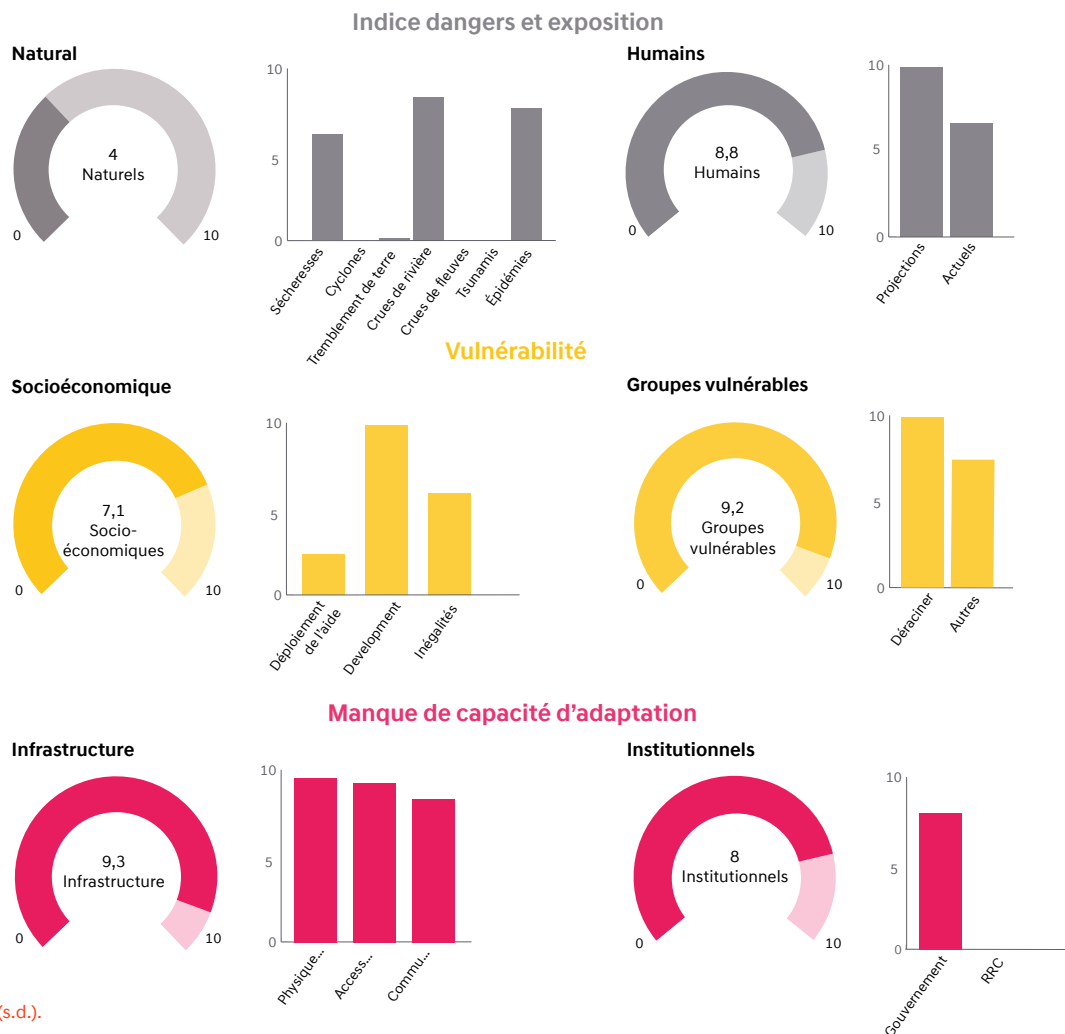 Indice dangers et exposition
Natural
4
Naturels
0
10
10
5
0
Sécheresses
Cyclones
Tremblement de terre
Crues de rivière
Crues de fleuves
Tsunamis
Épidémies
Humains
8,8
Humains
0
10
10
5
0
Projections
Actuels
Vulnérabilité
Socioéconomique
7,1
Socio-
économiques
0
10
10
5
0
Déploiement
de l'aide
Development
Inégalités
Groupes vulnérables
9,2
Groupes
vulnérables
0
10
10
5
0
Déraciner
Autres
Manque de capacité d'adaptation
Infrastructure
9,3
Infrastructure
0
10
10
5
0
Physique...
Access...
Commu...
Institutionnels
8
Institutionnels
0
10
10
5
0
Gouvernement
RRC
(s.d.).